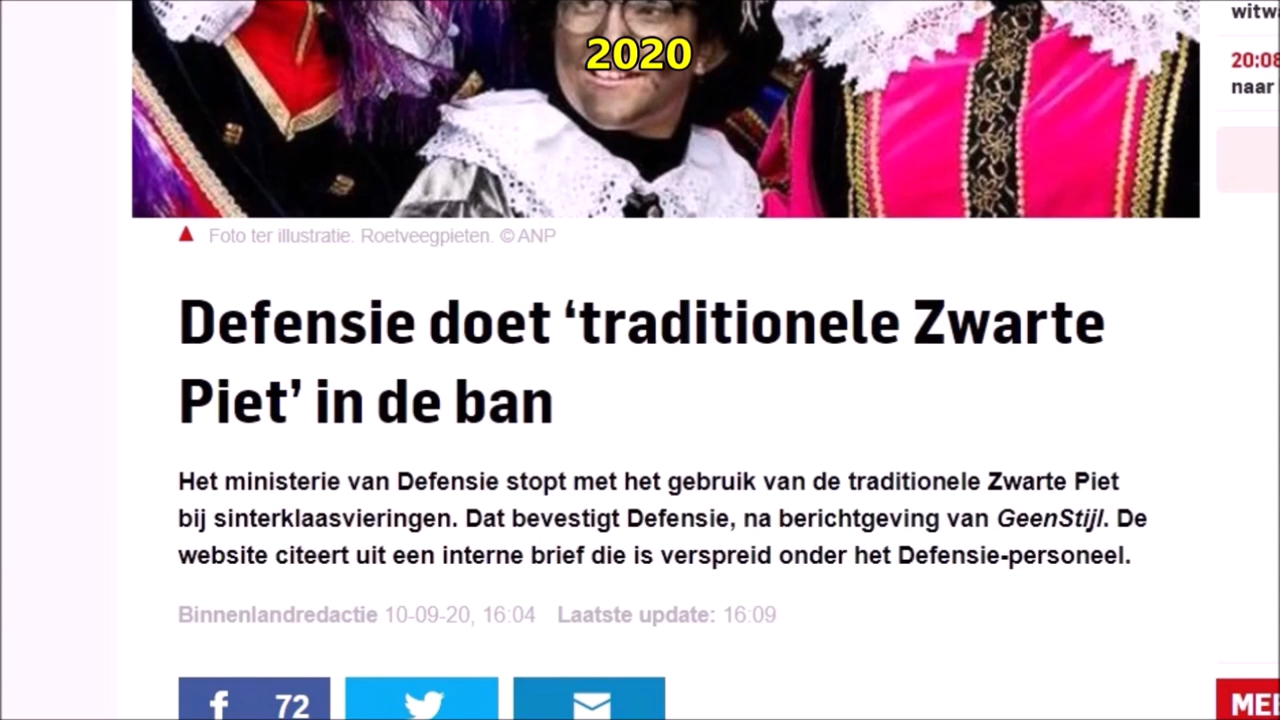 2020
witw
20:08
naar
Foto ter illustratie. Roetveegpieten. © ANP
Defensie doet ‘traditionele Zwarte
Piet’ in de ban
Het ministerie van Defensie stopt met het gebruik van de traditionele Zwarte Piet
bij sinterklaasvieringen. Dat bevestigt Defensie, na berichtgeving van GeenStijl. De
website citeert uit een interne brief die is verspreid onder het Defensie-personeel.
Binnenlandredactie 10-09-20, 16:04 Laatste update: 16:09
f 72